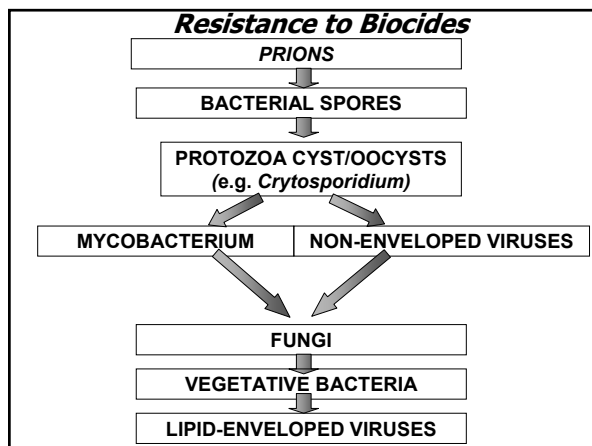 Resistance to Biocides
PRIONS
BACTERIAL SPORES
PROTOZOA CYST/OOCYSTS
(e.g. Crytosporidium)
MYCOBACTERIUM
NON-ENVELOPED VIRUSES
FUNGI
VEGETATIVE BACTERIA
LIPID-ENVELOPED VIRUSES